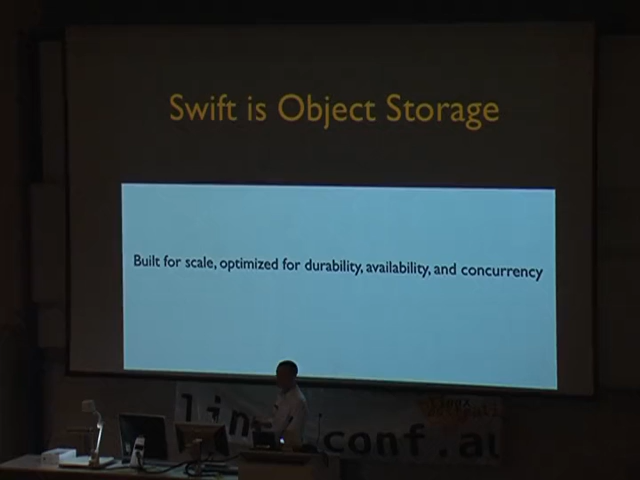 Swift is Object Storage
Built for scale, optimized for durability, availability, and concurrency
conf.au